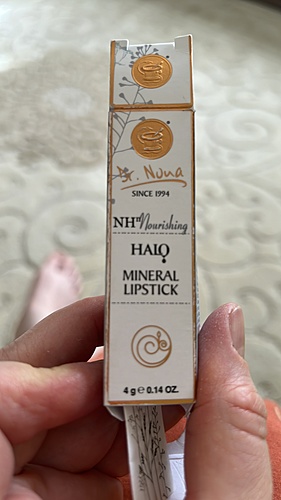 Dr. Nona
SINCE 1994
NH" Nourishing
HALO
MINERAL
LIPSTICK
4 g e 0.14 OZ.